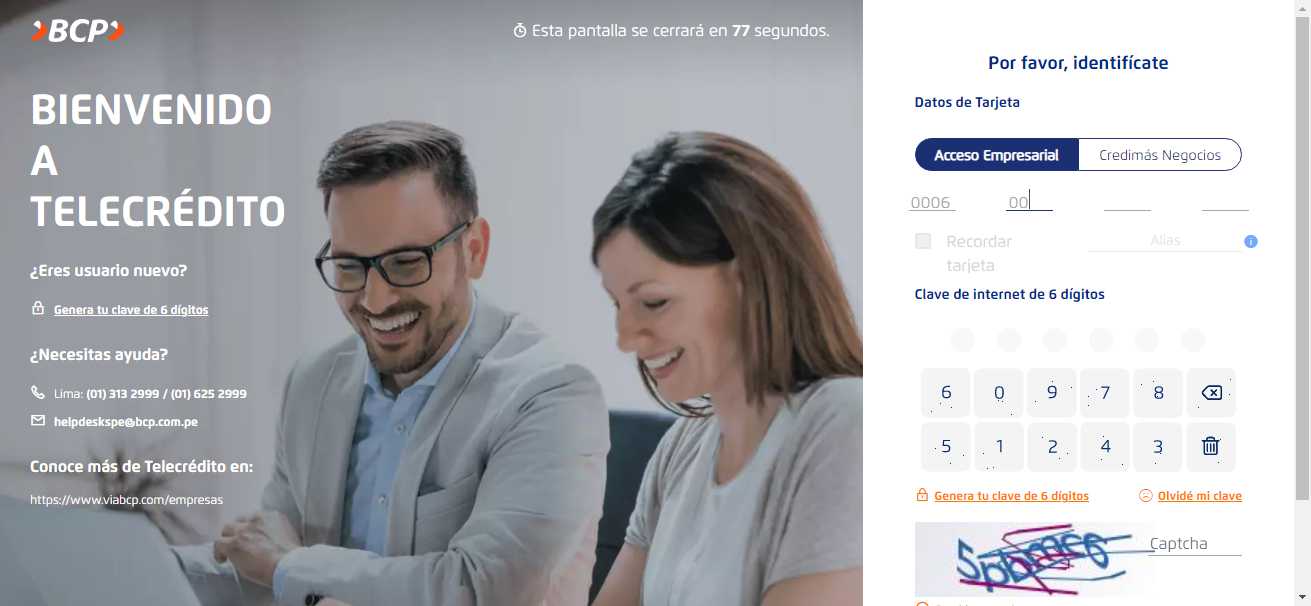 BCP
Esta pantalla se cerrará en 77 segundos.
BIENVENIDO
A
TELECRÉDITO
¿Eres usuario nuevo?
Genera tu clave de 6 dígitos
¿Necesitas ayuda?
Lima: (01) 313 2999 / (01) 625 2999
helpdeskspe@bcp.com.pe
Conoce más de Telecrédito en:
https://www.viabcp.com/empresas
Por favor, identifícate
Datos de Tarjeta
Acceso Empresarial
Credimás Negocios
0006 00
Recordar
tarjeta
Alias
Clave de internet de 6 dígitos
6 0 9 7 8
5 1 2 4 3
Genera tu clave de 6 dígitos
Olvidé mi clave
Captcha